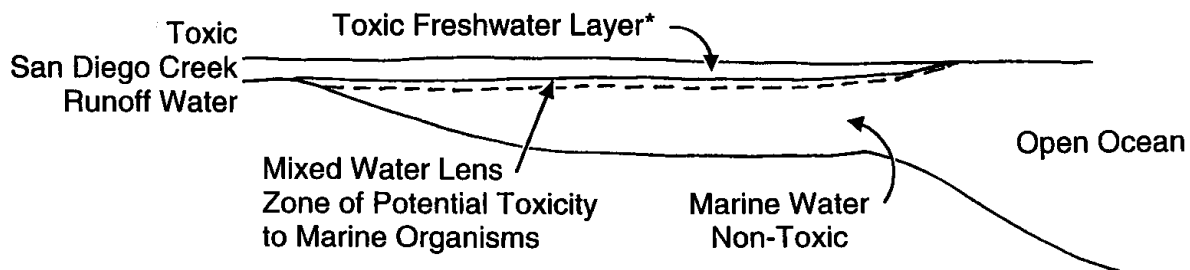 Toxic
San Diego Creek
Runoff Water
Toxic Freshwater Layer*
Mixed Water Lens
Zone of Potential Toxicity
to Marine Organisms
Marine Water
Non-Toxic
Open Ocean